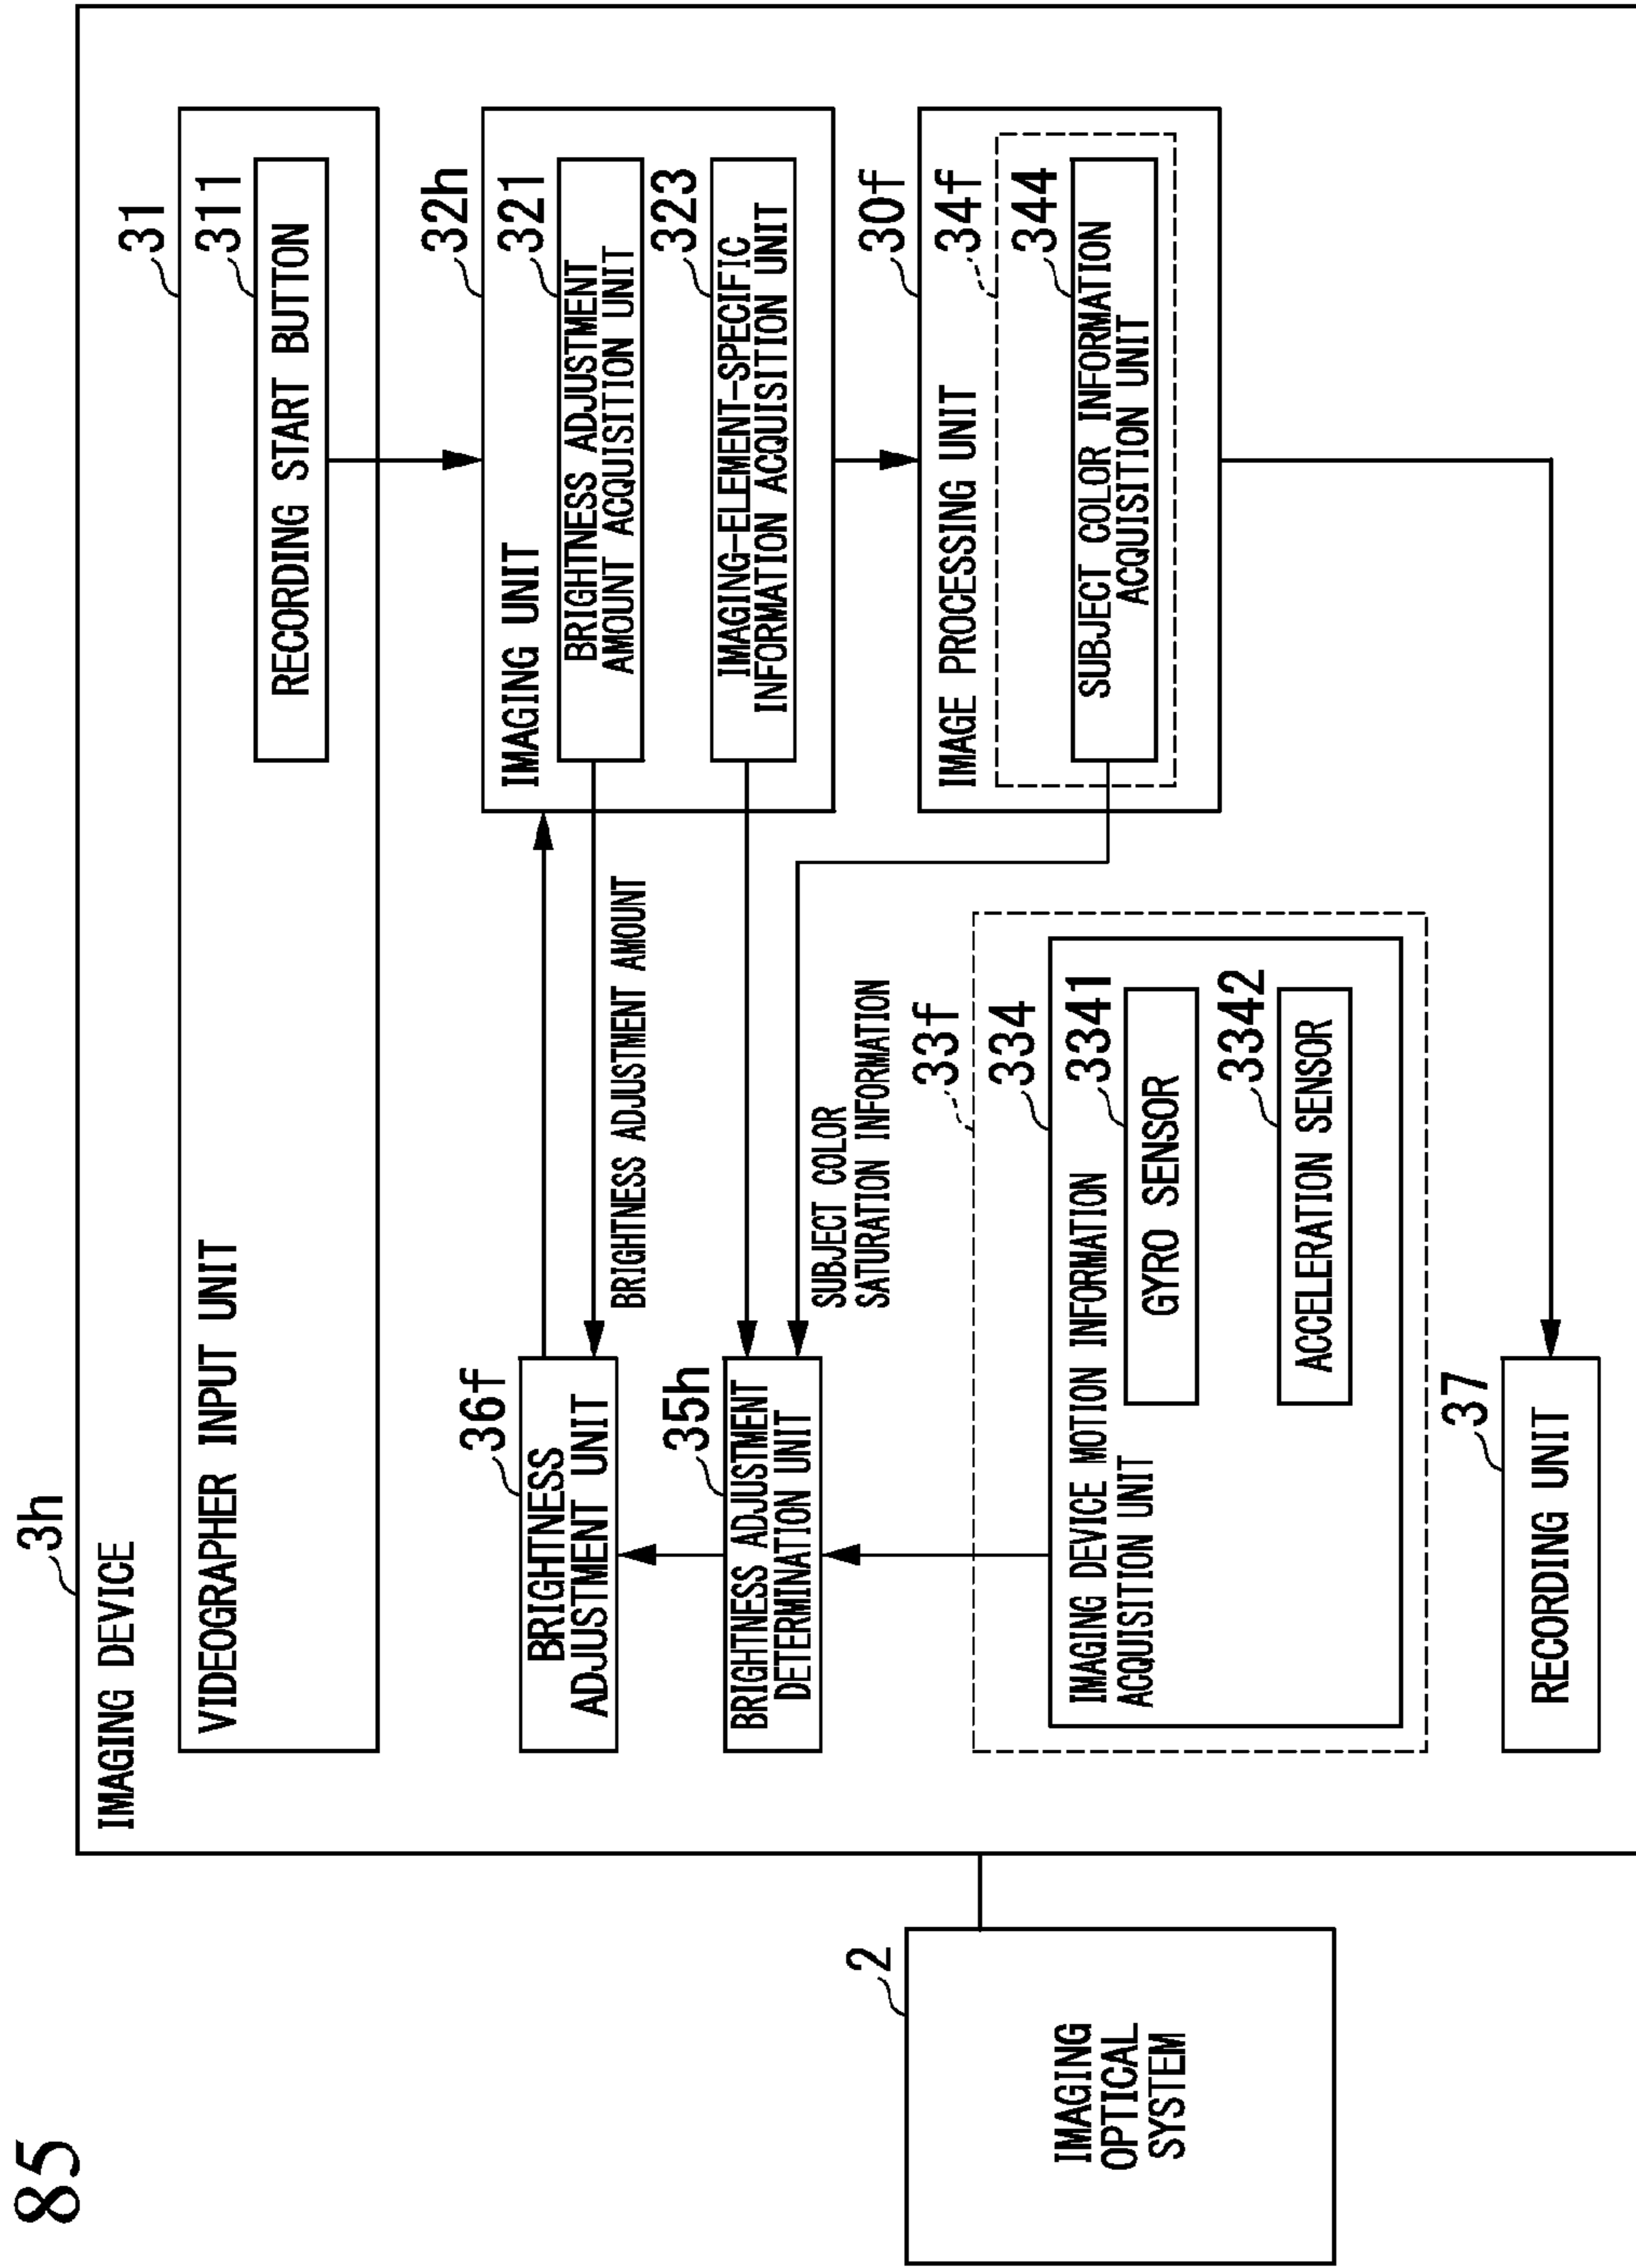 85
3h
IMAGING DEVICE
31
VIDEOGRAPHER INPUT UNIT
311
RECORDING START BUTTON
32h
IMAGING UNIT
321
BRIGHTNESS ADJUSTMENT
AMOUNT ACQUISITION UNIT
323
IMAGING-ELEMENT-SPECIFIC
INFORMATION ACQUISITION UNIT
36f
BRIGHTNESS
ADJUSTMENT UNIT
BRIGHTNESS ADJUSTMENT AMOUNT
35h
BRIGHTNESS ADJUSTMENT
DETERMINATION UNIT
SUBJECT COLOR
SATURATION INFORMATION
30f
IMAGE PROCESSING UNIT
34f
344
SUBJECT COLOR INFORMATION
ACQUISITION UNIT
33f
334
IMAGING DEVICE MOTION INFORMATION
ACQUISITION UNIT
3341
GYRO SENSOR
3342
ACCELERATION SENSOR
37
RECORDING UNIT
2
IMAGING
OPTICAL
SYSTEM